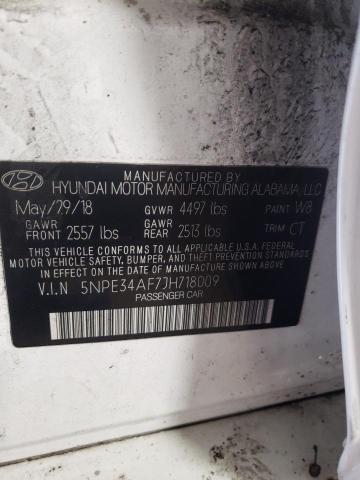 MANUFACTURED BY
HYUNDAI MOTOR MANUFACTURING ALABAMA, LLC
May/29/18 GVWR 4497 lbs PAINT W8
GAWR FRONT 2557 lbs GAWR REAR 2513 lbs TRIM CT
THIS VEHICLE CONFORMS TO ALL APPLICABLE U.S. FEDERAL
MOTOR VEHICLE SAFETY, BUMPER, AND THEFT PREVENTION
STANDARDS IN EFFECT ON THE DATE OF MANUFACTURE SHOWN ABOVE.
V.I.N 5NPE34AF7JH718009
PASSENGER CAR